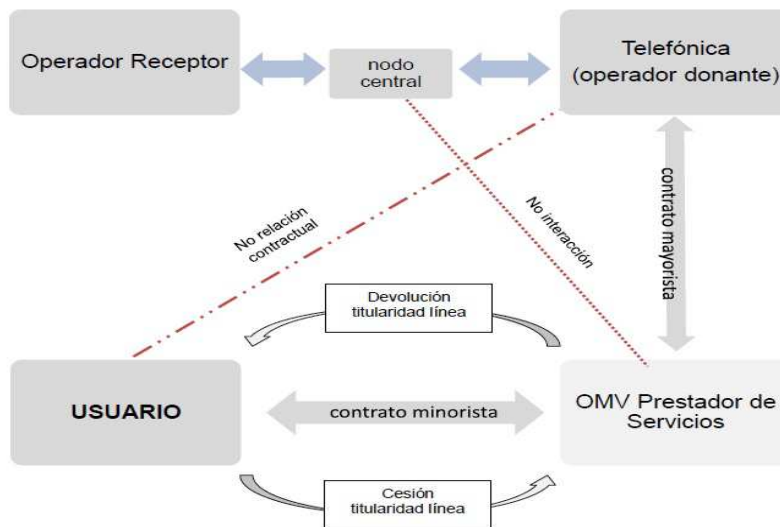 Operador Receptor
nodo
central
Telefónica
(operador donante)
No relación
contractual
No interacción
contrato mayorista
Devolución
titularidad línea
USUARIO
contrato minorista
OMV Prestador de
Servicios
Cesión
titularidad línea